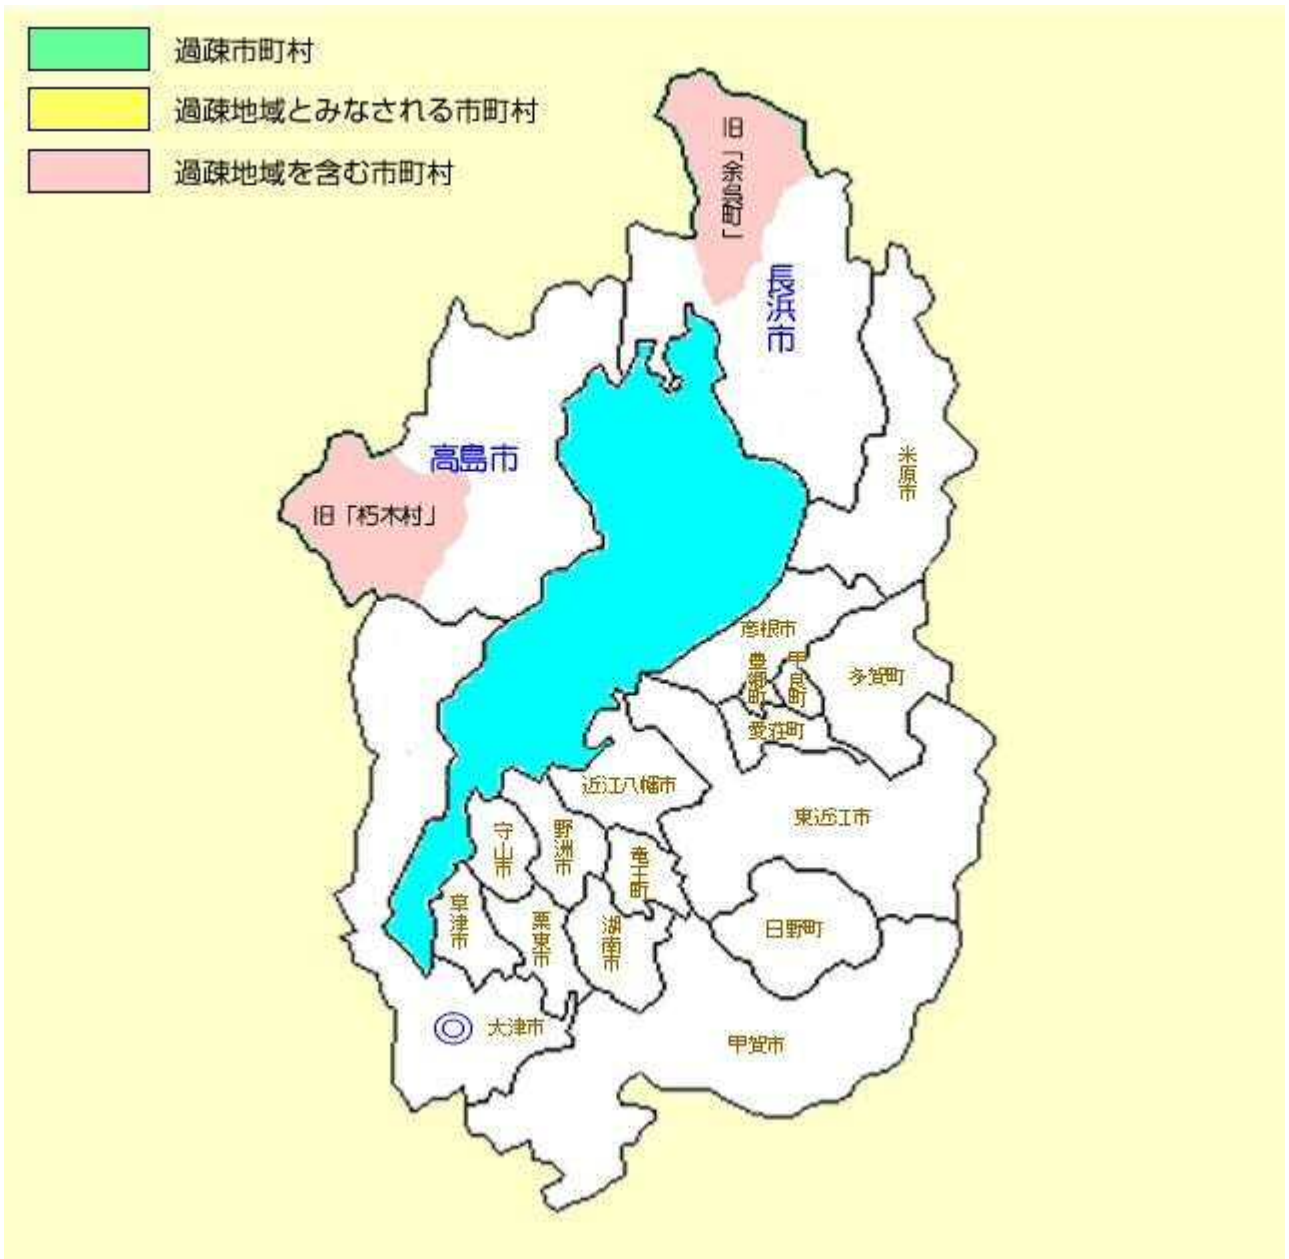 過疎市町村
過疎地域とみなされる市町村
過疎地域を含む市町村
旧「余呉町」
長浜市
高島市
米原市
旧「朽木村」
彦根市
豊郷町
甲良町
多賀町
愛荘町
近江八幡市
東近江市
守山市
野洲市
竜王町
草津市
栗東市
湖南市
日野町
大津市
甲賀市